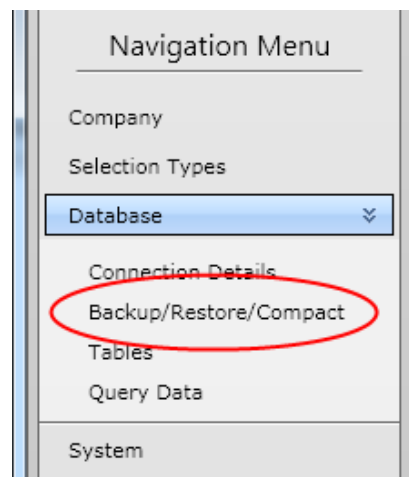 Navigation Menu
Company
Selection Types
Database
Connection Details
Backup/Restore/Compact
Tables
Query Data
System